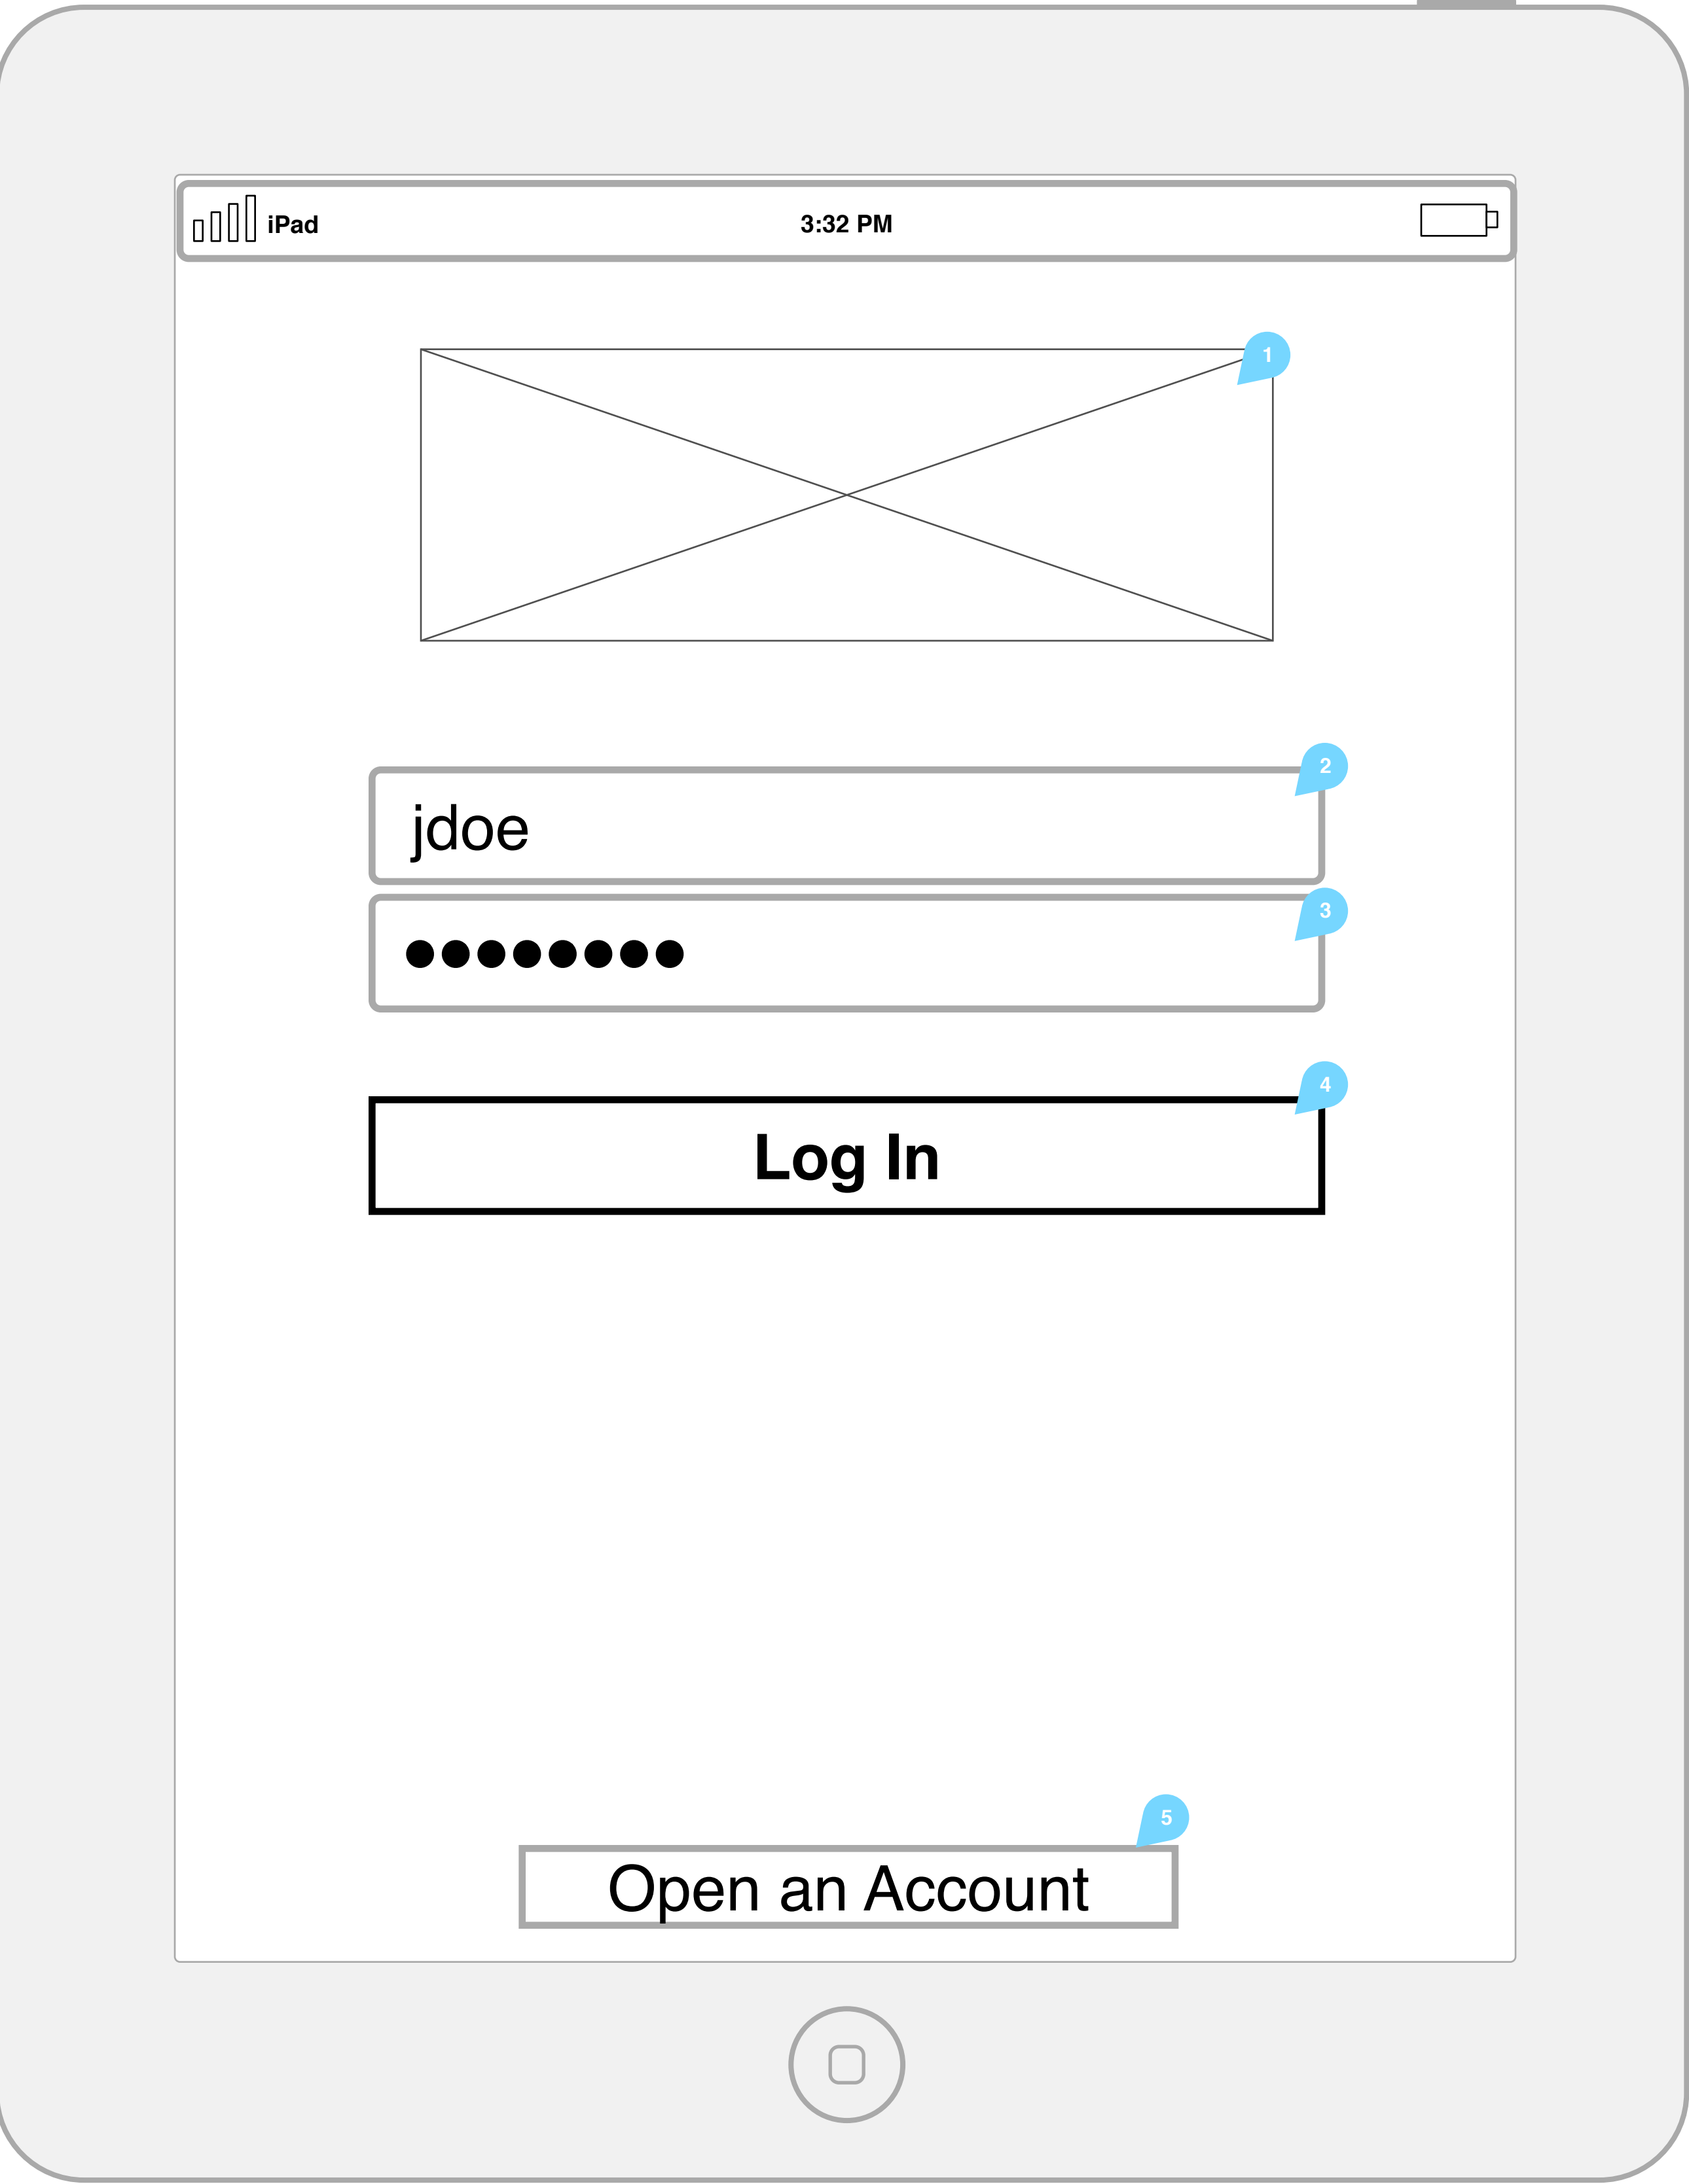 iPad 3:32 PM
1
2
jdoe
3
●●●●●●●●
4
Log In
5
Open an Account